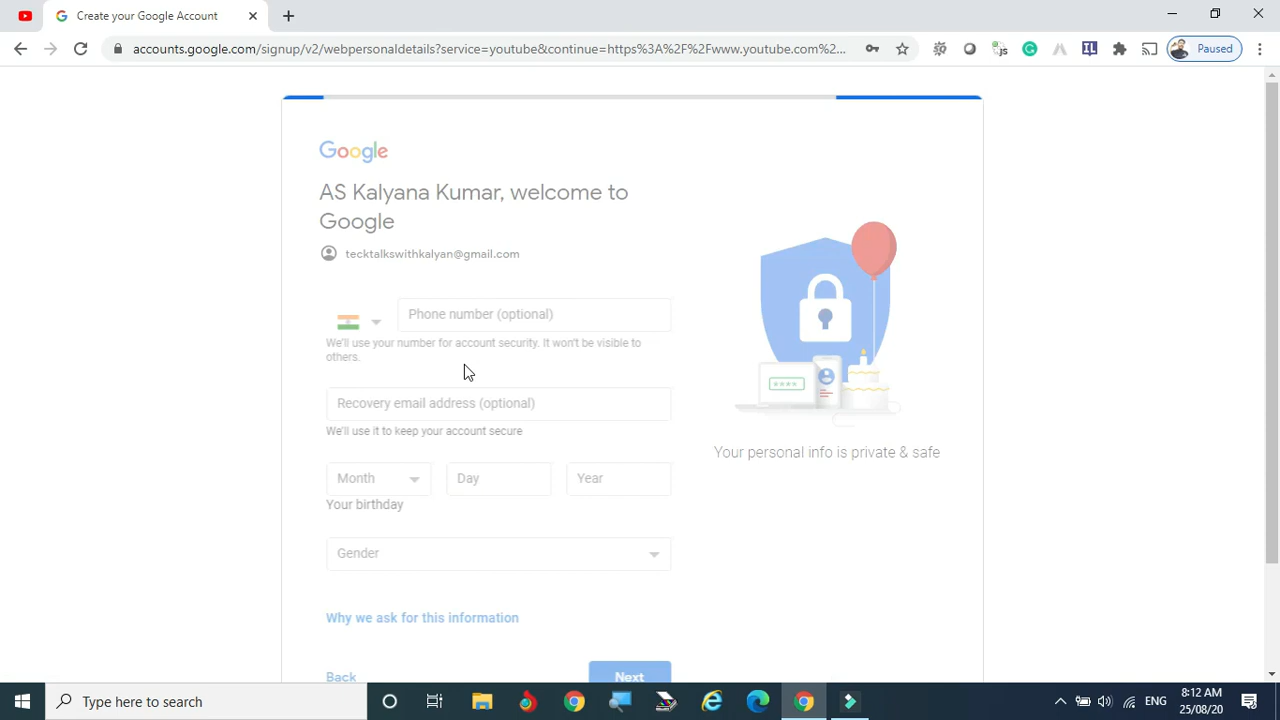 Create your Google Account
accounts.google.com/signup/v2/webpersonaldetails?service=youtube&continue=https%3A%2F%2Fwww.youtube.com%2...
js
IL
Paused
Google
AS Kalyana Kumar, welcome to
Google
tecktalkswithkalyan@gmail.com
Phone number (optional)
We'll use your number for account security. It won't be visible to
others.
Recovery email address (optional)
We'll use it to keep your account secure
Month
Day
Year
Your birthday
Gender
Why we ask for this information
Back
Next
****
Your personal info is private & safe
Type here to search
ENG
8:12 AM
25/08/20